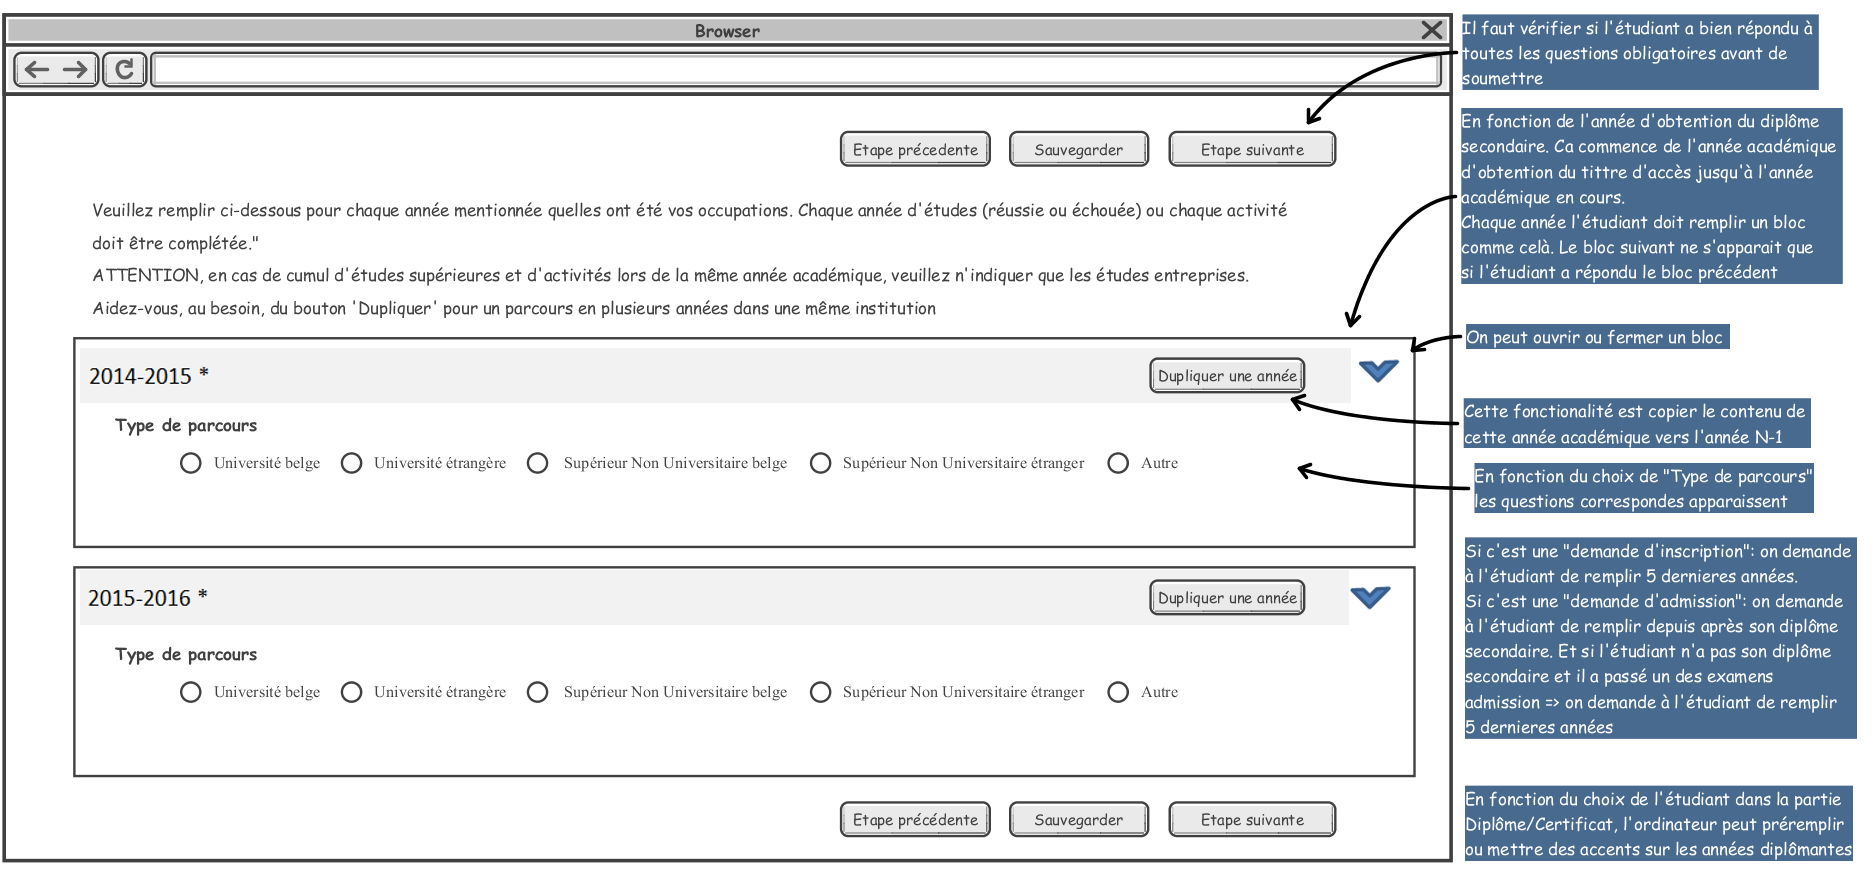 Browser
Etape précedente
Sauvegarder
Etape suivante
Veuillez remplir ci-dessous pour chaque année mentionnée quelles ont été vos occupations. Chaque année d'études (réussie ou échouée) ou chaque activité
doit être complétée."
ATTENTION, en cas de cumul d'études supérieures et d'activités lors de la même année académique, veuillez n'indiquer que les études entreprises.
Aidez-vous, au besoin, du bouton 'Dupliquer' pour un parcours en plusieurs années dans une même institution
2014-2015 *
Dupliquer une année
Type de parcours
Université belge
Université étrangère
Supérieur Non Universitaire belge
Supérieur Non Universitaire étranger
Autre
2015-2016 *
Dupliquer une année
Type de parcours
Université belge
Université étrangère
Supérieur Non Universitaire belge
Supérieur Non Universitaire étranger
Autre
Etape précédente
Sauvegarder
Etape suivante
Il faut vérifier si l'étudiant a bien répondu à
toutes les questions obligatoires avant de
soumettre
En fonction de l'année d'obtention du diplôme
secondaire. Ca commence de l'année académique
d'obtention du tittre d'accès jusqu'à l'année
académique en cours.
Chaque année l'étudiant doit remplir un bloc
comme celà. Le bloc suivant ne s'apparait que
si l'étudiant a répondu le bloc précédent
On peut ouvrir ou fermer un bloc
Cette fonctionalité est copier le contenu de
cette année académique vers l'année N-1
En fonction du choix de "Type de parcours"
les questions correspondes apparaissent
Si c'est une "demande d'inscription": on demande
à l'étudiant de remplir 5 dernieres années.
Si c'est une "demande d'admission": on demande
à l'étudiant de remplir depuis après son diplôme
secondaire. Et si l'étudiant n'a pas son diplôme
secondaire et il a passé un des examens
admission => on demande à l'étudiant de remplir
5 dernieres années
En fonction du choix de l'étudiant dans la partie
Diplôme/Certificat, l'ordinateur peut préremplir
ou mettre des accents sur les années diplômantes